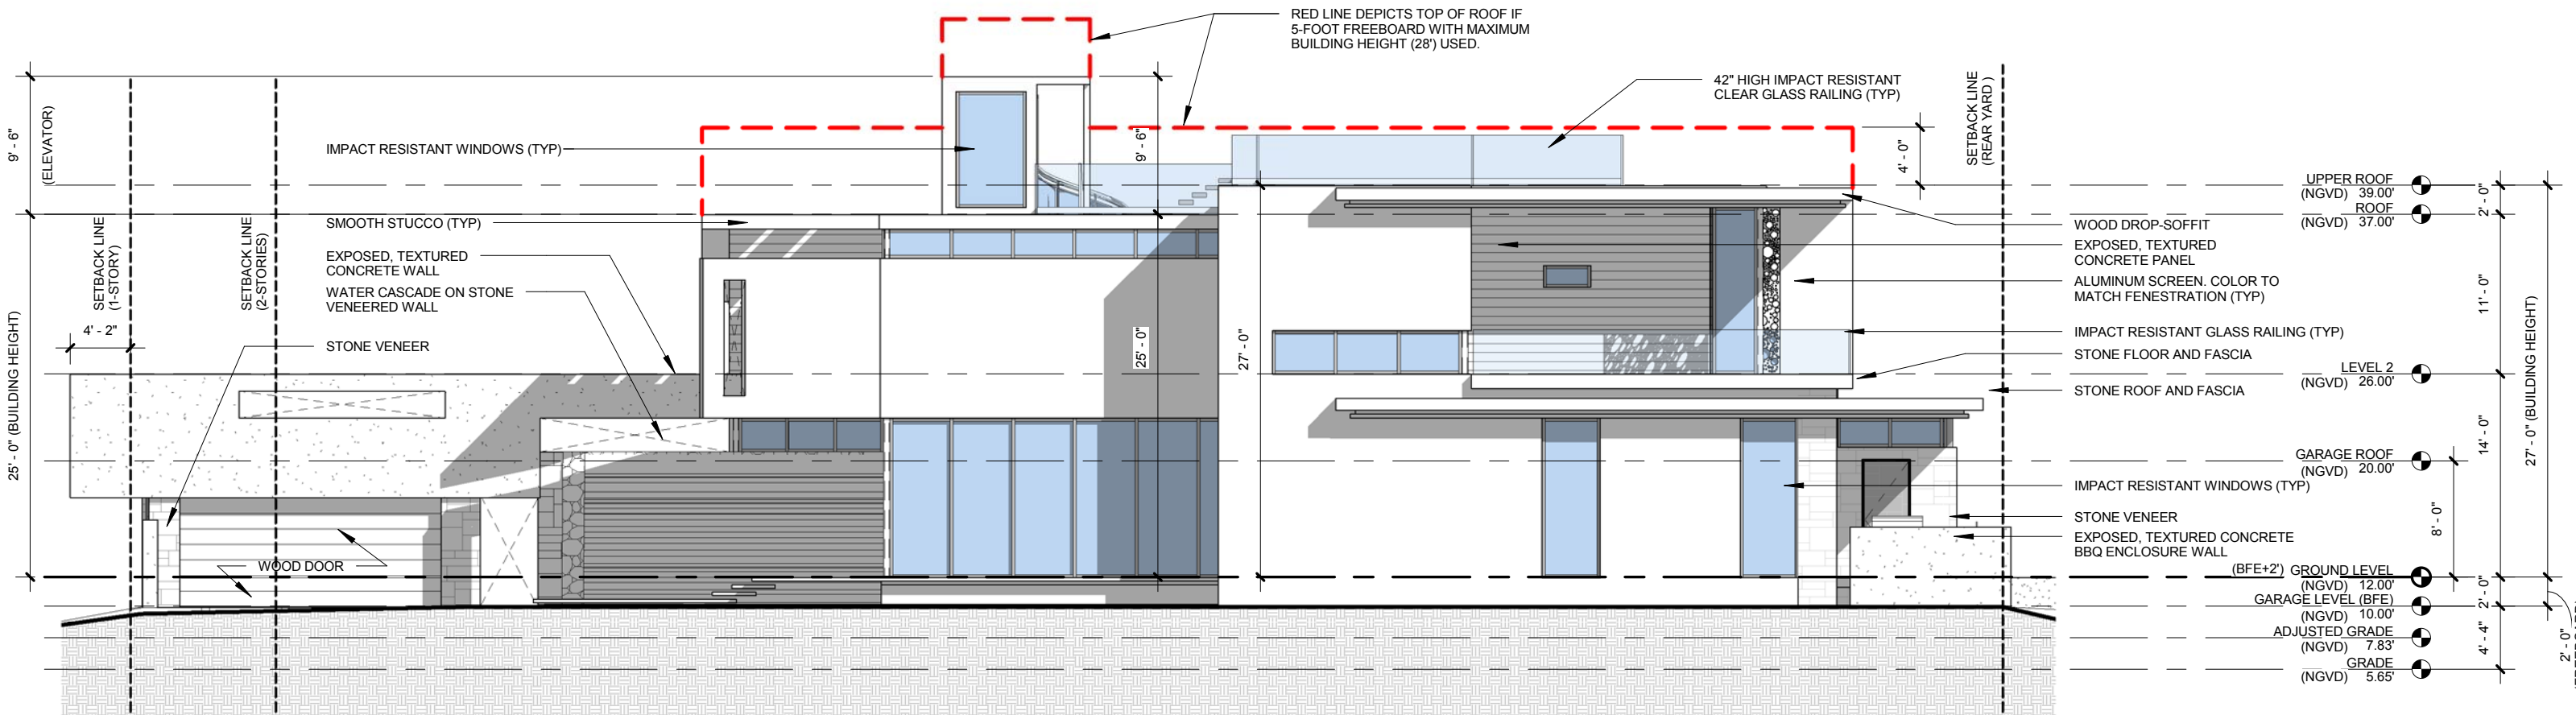 RED LINE DEPICTS TOP OF ROOF IF
5-FOOT FREEBOARD WITH MAXIMUM
BUILDING HEIGHT (28') USED.
42" HIGH IMPACT RESISTANT
CLEAR GLASS RAILING (TYP)
SETBACK LINE
(REAR YARD )
9' - 6"
(ELEVATOR)
IMPACT RESISTANT WINDOWS (TYP)
9' - 6"
4' - 0"
SMOOTH STUCCO (TYP)
EXPOSED, TEXTURED
CONCRETE WALL
WATER CASCADE ON STONE
VENEERED WALL
STONE VENEER
SETBACK LINE
(1-STORY)
SETBACK LINE
(2-STORIES)
4' - 2"
25' - 0" (BUILDING HEIGHT)
25' - 0"
27' - 0"
WOOD DOOR
WOOD DROP-SOFFIT
EXPOSED, TEXTURED
CONCRETE PANEL
ALUMINUM SCREEN. COLOR TO
MATCH FENESTRATION (TYP)
IMPACT RESISTANT GLASS RAILING (TYP)
STONE FLOOR AND FASCIA
STONE ROOF AND FASCIA
IMPACT RESISTANT WINDOWS (TYP)
STONE VENEER
EXPOSED, TEXTURED CONCRETE
BBQ ENCLOSURE WALL
UPPER ROOF
(NGVD) 39.00'
ROOF
(NGVD) 37.00'
LEVEL 2
(NGVD) 26.00'
GARAGE ROOF
(NGVD) 20.00'
(BFE+2') GROUND LEVEL
(NGVD) 12.00'
GARAGE LEVEL (BFE)
(NGVD) 10.00'
ADJUSTED GRADE
(NGVD) 7.83'
GRADE
(NGVD) 5.65'
2' - 0"
11' - 0"
14' - 0"
8' - 0"
2' - 0"
4' - 4"
27' - 0" (BUILDING HEIGHT)
2' - 0"